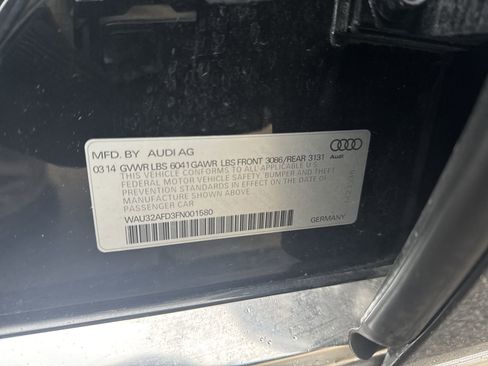 MFD. BY AUDI AG
0314 GVWR LBS 6041 GAWR LBS FRONT 3086/REAR 3131 Audi
THIS VEHICLE CONFORMS TO ALL APPLICABLE U.S.
FEDERAL MOTOR VEHICLE SAFETY, BUMPER AND THEFT
PREVENTION STANDARDS IN EFFECT ON THE DATE
OF MANUFACTURE SHOWN ABOVE.
PASSENGER CAR
WAU32AFD3FN001580
GERMANY